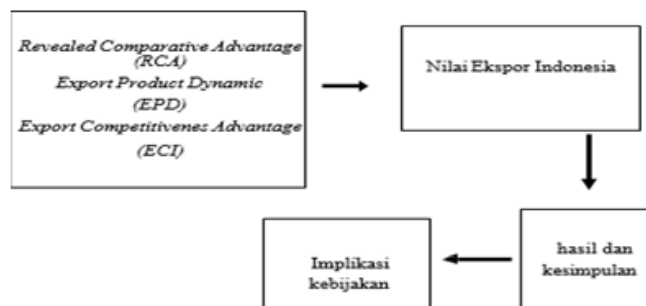 Revealed Comparative Advantage
(RCA)
Export Product Dynamic
(EPD)
Export Competitivenes Advantage
(ECI)
Nilai Ekspor Indonesia
hasil dan
kesimpulan
Implikasi
kebijakan